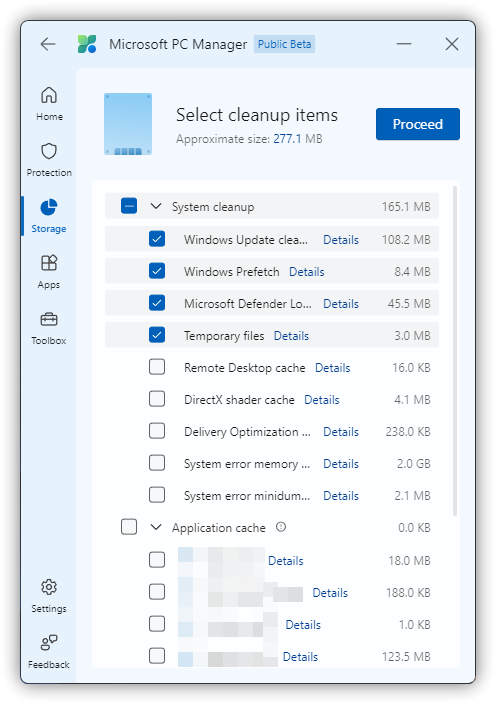 Microsoft PC Manager Public Beta
Home
Protection
Storage
Apps
Toolbox
Settings
Feedback
Select cleanup items
Approximate size: 277.1 MB
Proceed
System cleanup 165.1 MB
Windows Update clea... Details 108.2 MB
Windows Prefetch Details 8.4 MB
Microsoft Defender Lo... Details 45.5 MB
Temporary files Details 3.0 MB
Remote Desktop cache Details 16.0 KB
DirectX shader cache Details 4.1 MB
Delivery Optimization ... Details 238.0 KB
System error memory ... Details 2.0 GB
System error minidum... Details 2.1 MB
Application cache 0.0 KB
Details 18.0 MB
Details 188.0 KB
Details 1.0 KB
Details 123.5 MB